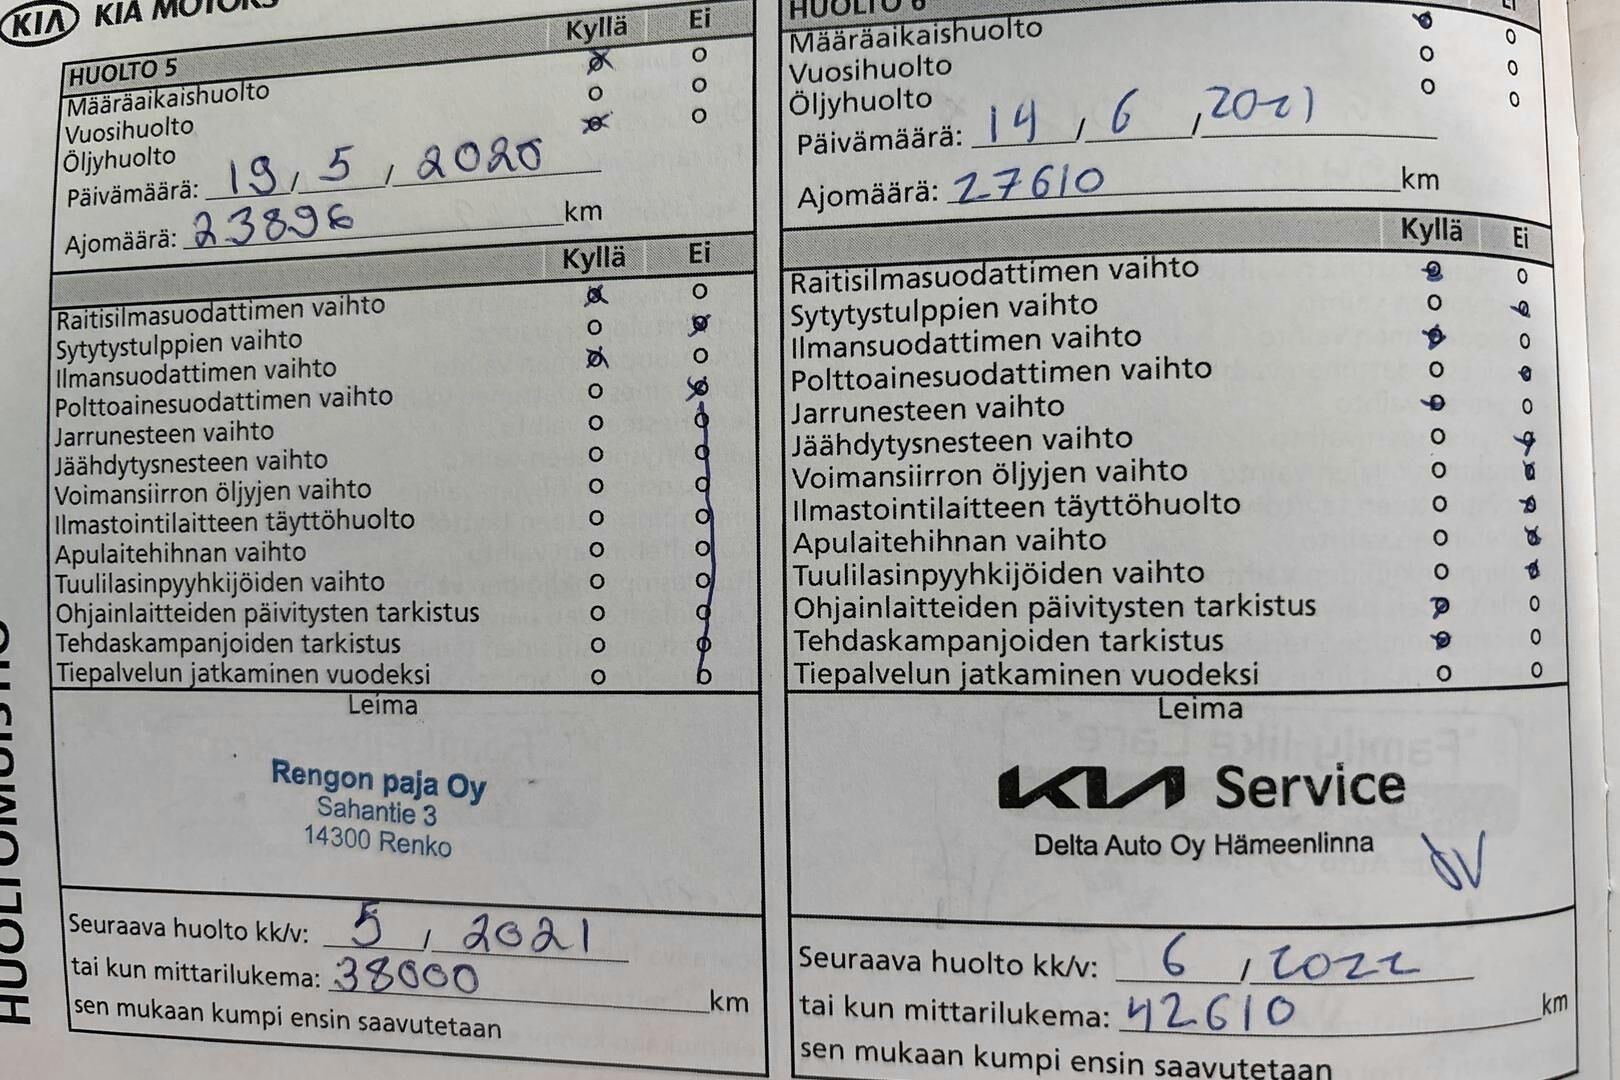 KIA KIA MOTORS
Kyllä Ei
HUOLTO 5
Määräaikaishuolto
Vuosihuolto
Öljyhuolto
Päivämäärä: 19, 5, 2020
Ajomäärä: 23896 km
Kyllä Ei
Raitisilmasuodattimen vaihto
Sytytystulppien vaihto
Ilmansuodattimen vaihto
Polttoainesuodattimen vaihto
Jarrunesteen vaihto
Jäähdytysnesteen vaihto
Voimansiirron öljyjen vaihto
Ilmastointilaitteen täyttöhuolto
Apulaitehihnan vaihto
Tuulilasinpyyhkijöiden vaihto
Ohjainlaitteiden päivitysten tarkistus
Tehdaskampanjoiden tarkistus
Tiepalvelun jatkaminen vuodeksi
Leima
Rengon paja Oy
Sahantie 3
14300 Renko
Seuraava huolto kk/v: 5, 2021
tai kun mittarilukema: 38000 km
sen mukaan kumpi ensin saavutetaan
HUOLTO 6 Ei
Määräaikaishuolto
Vuosihuolto
Öljyhuolto
Päivämäärä: 14, 6, 2021
Ajomäärä: 27610 km
Kyllä Ei
Raitisilmasuodattimen vaihto
Sytytystulppien vaihto
Ilmansuodattimen vaihto
Polttoainesuodattimen vaihto
Jarrunesteen vaihto
Jäähdytysnesteen vaihto
Voimansiirron öljyjen vaihto
Ilmastointilaitteen täyttöhuolto
Apulaitehihnan vaihto
Tuulilasinpyyhkijöiden vaihto
Ohjainlaitteiden päivitysten tarkistus
Tehdaskampanjoiden tarkistus
Tiepalvelun jatkaminen vuodeksi
Leima
KIA Service
Delta Auto Oy Hämeenlinna
Seuraava huolto kk/v: 6, 2022
tai kun mittarilukema: 42610 km
sen mukaan kumpi ensin saavutetaan
HUOLTOMUISTIO